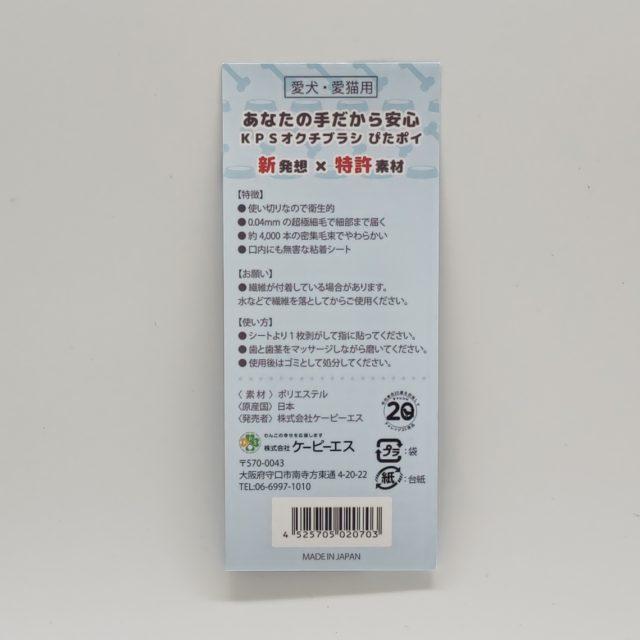 愛犬・愛猫用
あなたの手だから安心
KPSオクチブラシ ぴたポイ
新発想 × 特許素材
【特徴】
●使い切りなので衛生的
●0.04mm の超極細毛で細部まで届く
●約 4,000 本の密集毛束でやわらかい
●口内にも無害な粘着シート
【お願い】
●繊維が付着している場合があります。
水などで繊維を落としてからご使用ください。
【使い方】
●シートより 1 枚剥がして指に貼ってください。
●歯と歯茎をマッサージしながら磨いてください。
●使用後はゴミとして処分してください。
〈 素 材 〉ポリエステル
〈原産国〉日本
〈発売者〉株式会社ケーピーエス
20
わんこの幸せを応援します
株式会社 ケーピーエス
プラ：袋
〒570-0043
大阪府守口市南寺方東通 4-20-22
紙：台紙
TEL:06-6997-1010
4 525705 020703
MADE IN JAPAN